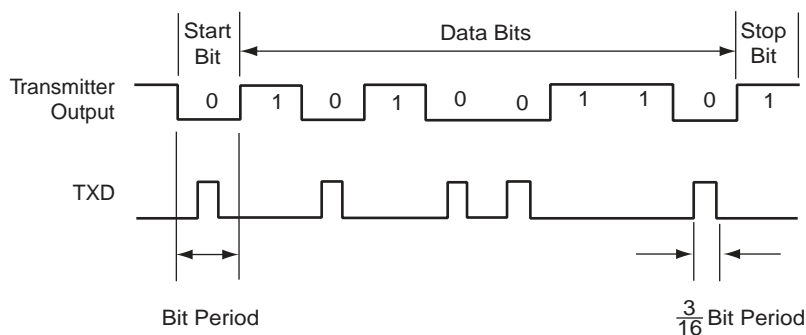 Start
Bit
Data Bits
Stop
Bit
Transmitter
Output
0 1 0 1 0 0 1 1 0 1
TXD
Bit Period
3
16 Bit Period